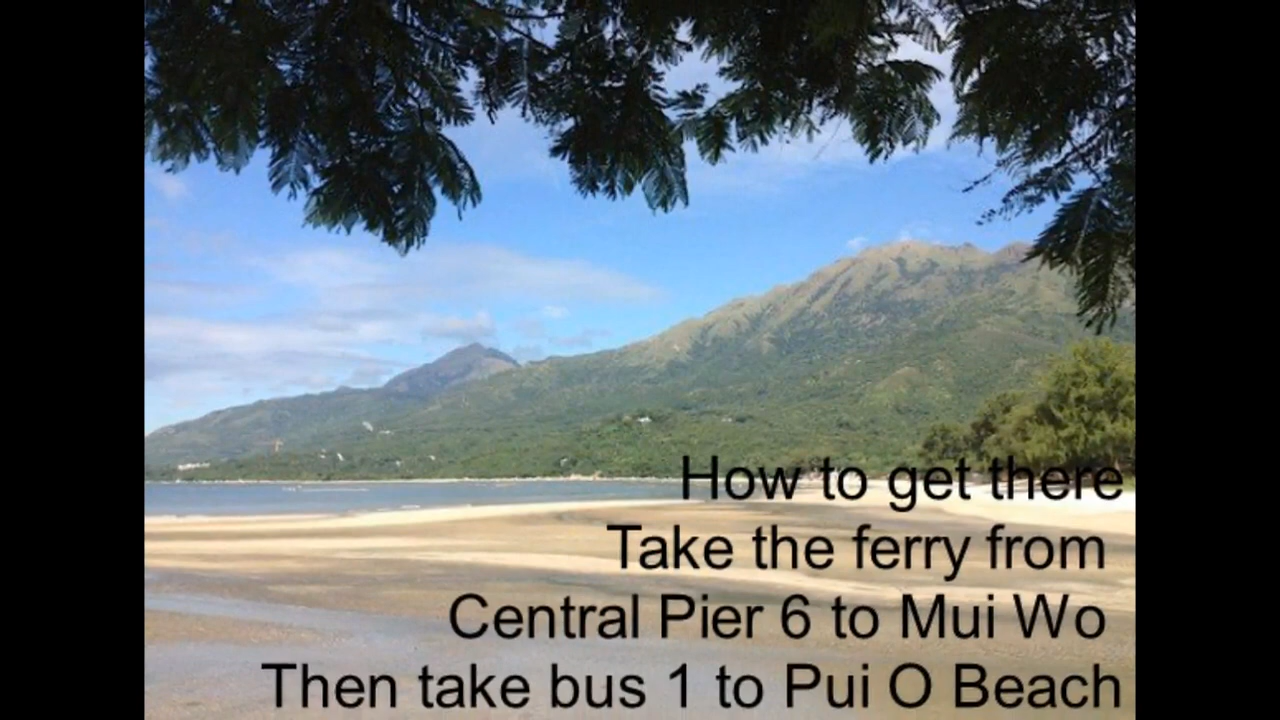 How to get there
Take the ferry from
Central Pier 6 to Mui Wo
Then take bus 1 to Pui O Beach